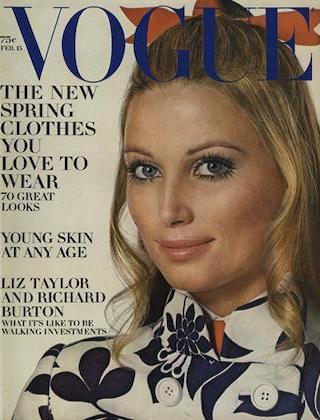 VOGUE
75c
FEB. 15
THE NEW
SPRING
CLOTHES
YOU
LOVE TO
WEAR
70 GREAT
LOOKS
YOUNG SKIN
AT ANY AGE
LIZ TAYLOR
AND RICHARD
BURTON
WHAT IT'S LIKE TO BE
WALKING INVESTMENTS